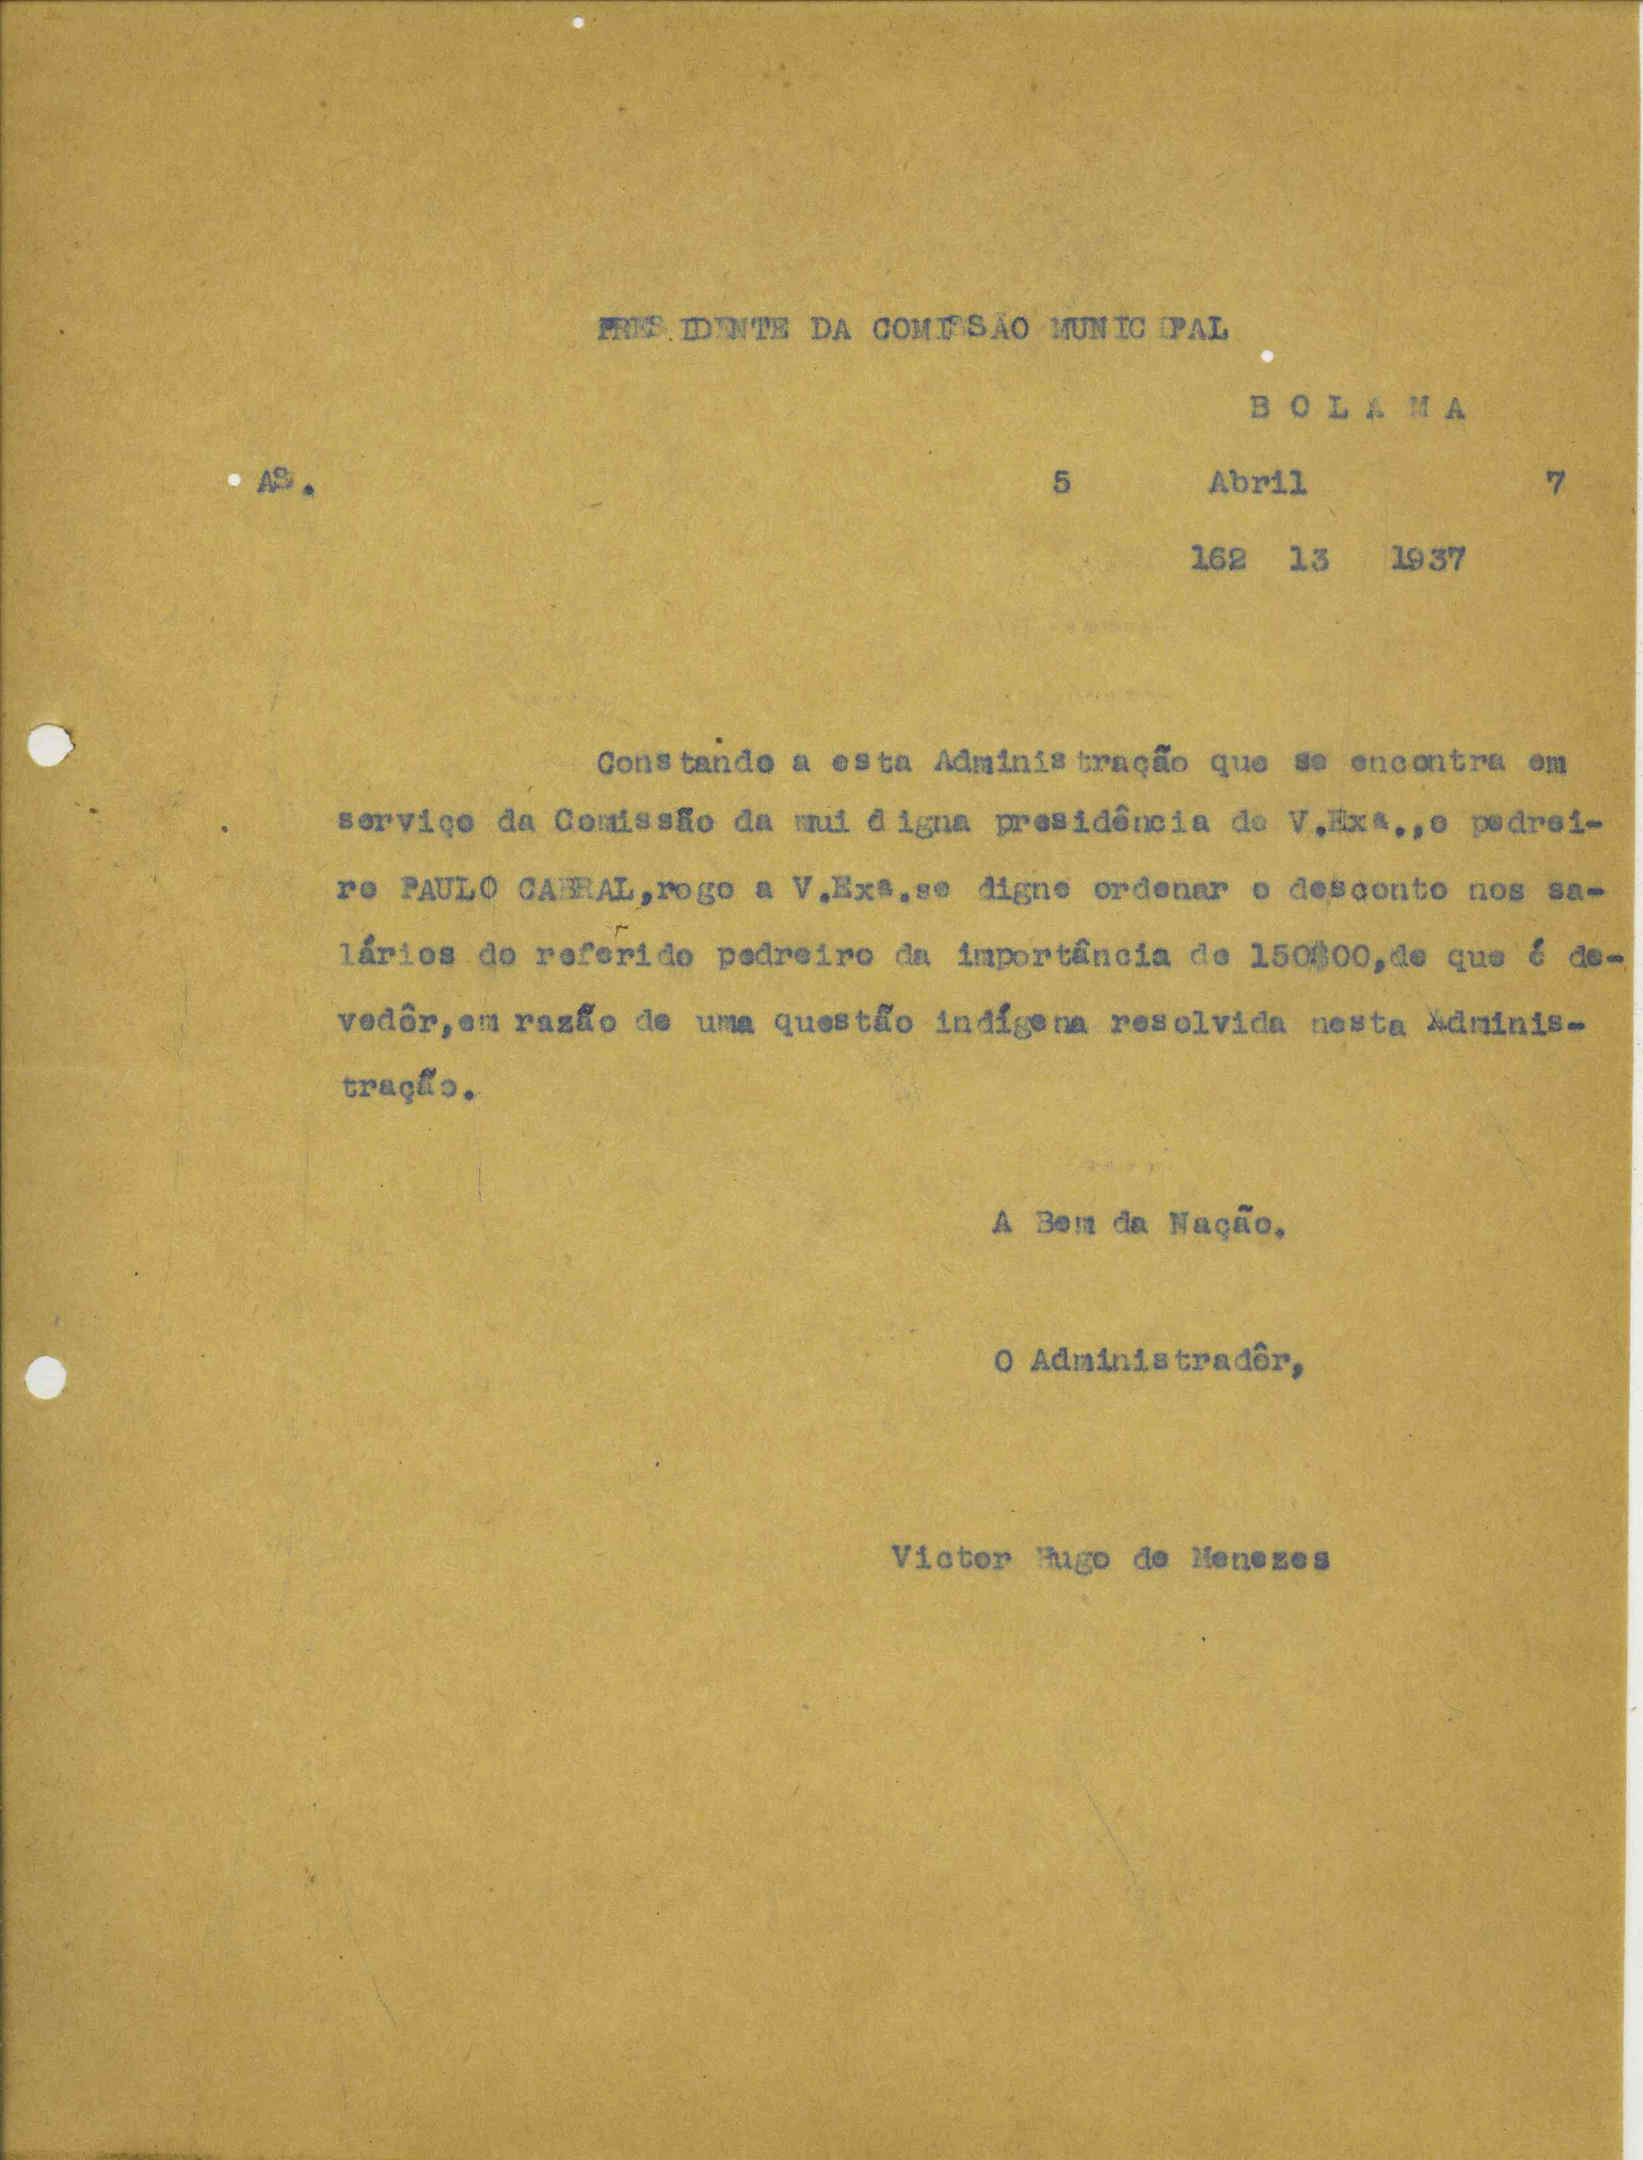 PRESIDENTE DA COMISSÃO MUNICIPAL
B O L A M A
AS. 5 Abril 7
162 13 1937
Constando a esta Administração que se encontra em
serviço da Comissão da mui digna presidência de V.Exª.,o pedrei-
ro PAULO CABRAL,rogo a V.Exª.se digne ordenar o desconto nos sa-
lários do referido pedreiro da importância de 150$00,de que é de-
vedôr,em razão de uma questão indígena resolvida nesta Adminis-
tração.
A Bem da Nação.
O Administradôr,
Victor Hugo de Menezes